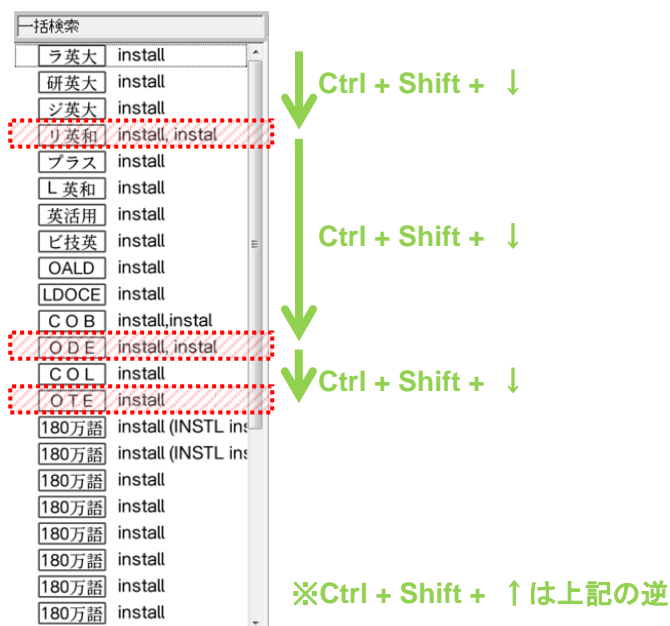 一括検索
ラ英大 install
研英大 install
ジ英大 install
リ英和 install, instal
プラス install
L 英和 install
英活用 install
ビ技英 install
OALD install
LDOCE install
C O B install,instal
O D E install, instal
C O L install
O T E install
180万語 install (INSTL ins
180万語 install (INSTL ins
180万語 install
180万語 install
180万語 install
180万語 install
180万語 install
180万語 install
Ctrl + Shift + ↓
Ctrl + Shift + ↓
Ctrl + Shift + ↓
※Ctrl + Shift + ↑は上記の逆